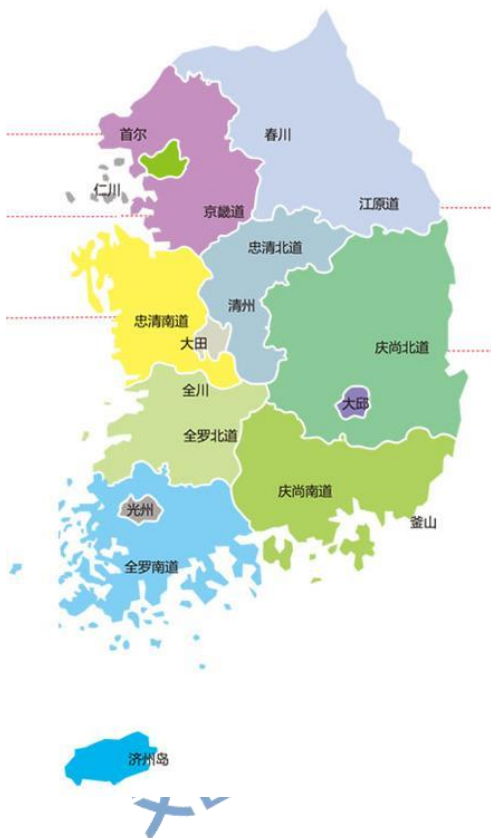 首尔
春川
仁川
京畿道
江原道
忠清北道
清州
忠清南道
大田
庆尚北道
全川
大邱
全罗北道
庆尚南道
光州
釜山
全罗南道
济州岛